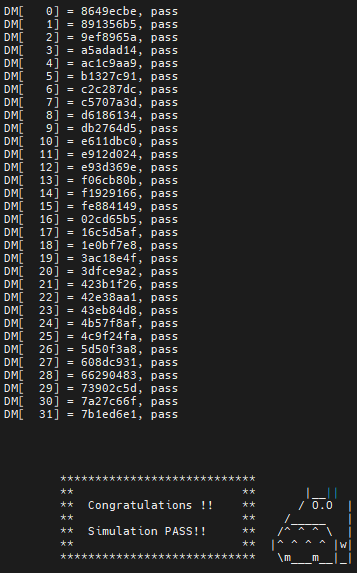 DM[   0] = 8649ecbe, pass
DM[   1] = 891356b5, pass
DM[   2] = 9ef8965a, pass
DM[   3] = a5adad14, pass
DM[   4] = ac1c9aa9, pass
DM[   5] = b1327c91, pass
DM[   6] = c2c287dc, pass
DM[   7] = c5707a3d, pass
DM[   8] = d6186134, pass
DM[   9] = db2764d5, pass
DM[  10] = e611dbc0, pass
DM[  11] = e912d024, pass
DM[  12] = e93d369e, pass
DM[  13] = f06cb80b, pass
DM[  14] = f1929166, pass
DM[  15] = fe884149, pass
DM[  16] = 02cd65b5, pass
DM[  17] = 16c5d5af, pass
DM[  18] = 1e0bf7e8, pass
DM[  19] = 3ac18e4f, pass
DM[  20] = 3dfce9a2, pass
DM[  21] = 423b1f26, pass
DM[  22] = 42e38aa1, pass
DM[  23] = 43eb84d8, pass
DM[  24] = 4b57f8af, pass
DM[  25] = 4c9f24fa, pass
DM[  26] = 5d50f3a8, pass
DM[  27] = 608dc931, pass
DM[  28] = 66290483, pass
DM[  29] = 73902c5d, pass
DM[  30] = 7a27c66f, pass
DM[  31] = 7b1ed6e1, pass
****************************
**                        **       |__||
**  Congratulations !!    **      / O.O  |
**                        **    /_____   |
**  Simulation PASS!!     **   /^ ^ ^ \  |
**                        **  |^ ^ ^ ^ |w|
****************************   \m___m__|_|